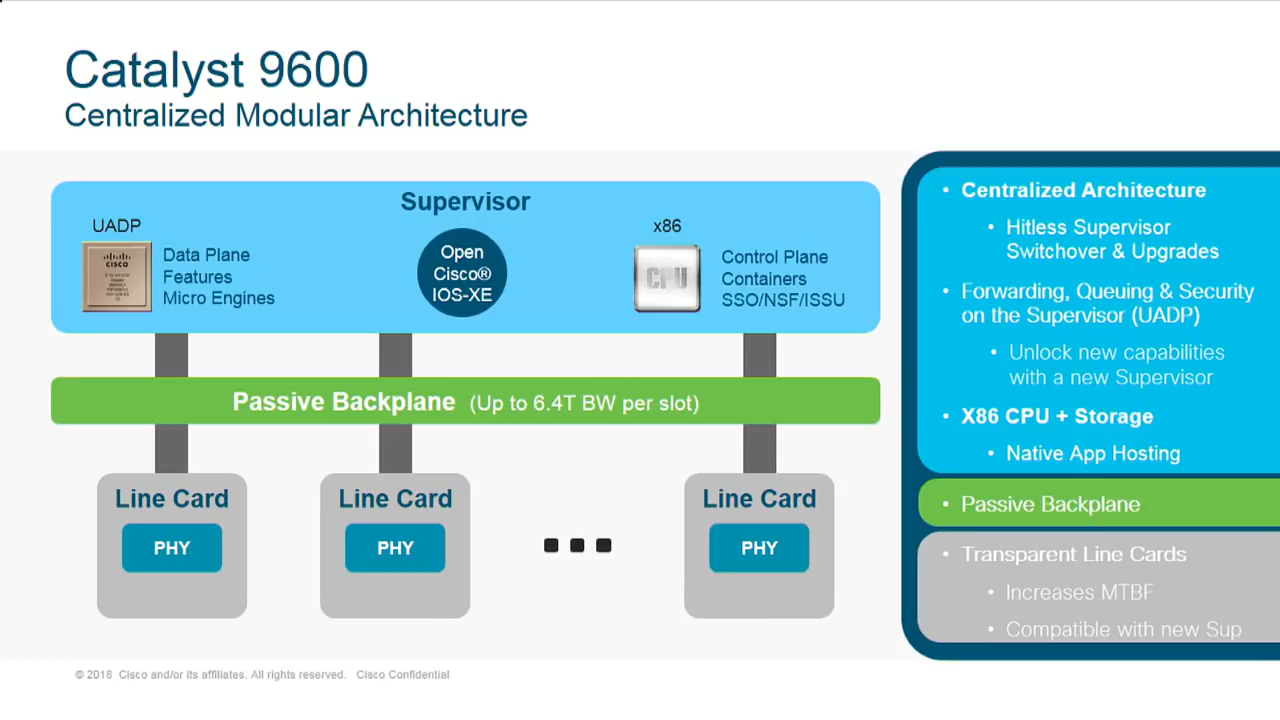 Catalyst 9600
Centralized Modular Architecture
Supervisor
UADP
CISCO
Data Plane
Features
Micro Engines
Open
Cisco®
IOS-XE
x86
CPU
Control Plane
Containers
SSO/NSF/ISSU
Passive Backplane (Up to 6.4T BW per slot)
Line Card
PHY
Line Card
PHY
Line Card
PHY
• Centralized Architecture
• Hitless Supervisor
Switchover & Upgrades
• Forwarding, Queuing & Security
on the Supervisor (UADP)
• Unlock new capabilities
with a new Supervisor
• X86 CPU + Storage
• Native App Hosting
• Passive Backplane
• Transparent Line Cards
• Increases MTBF
• Compatible with new Sup
© 2018 Cisco and/or its affiliates. All rights reserved. Cisco Confidential